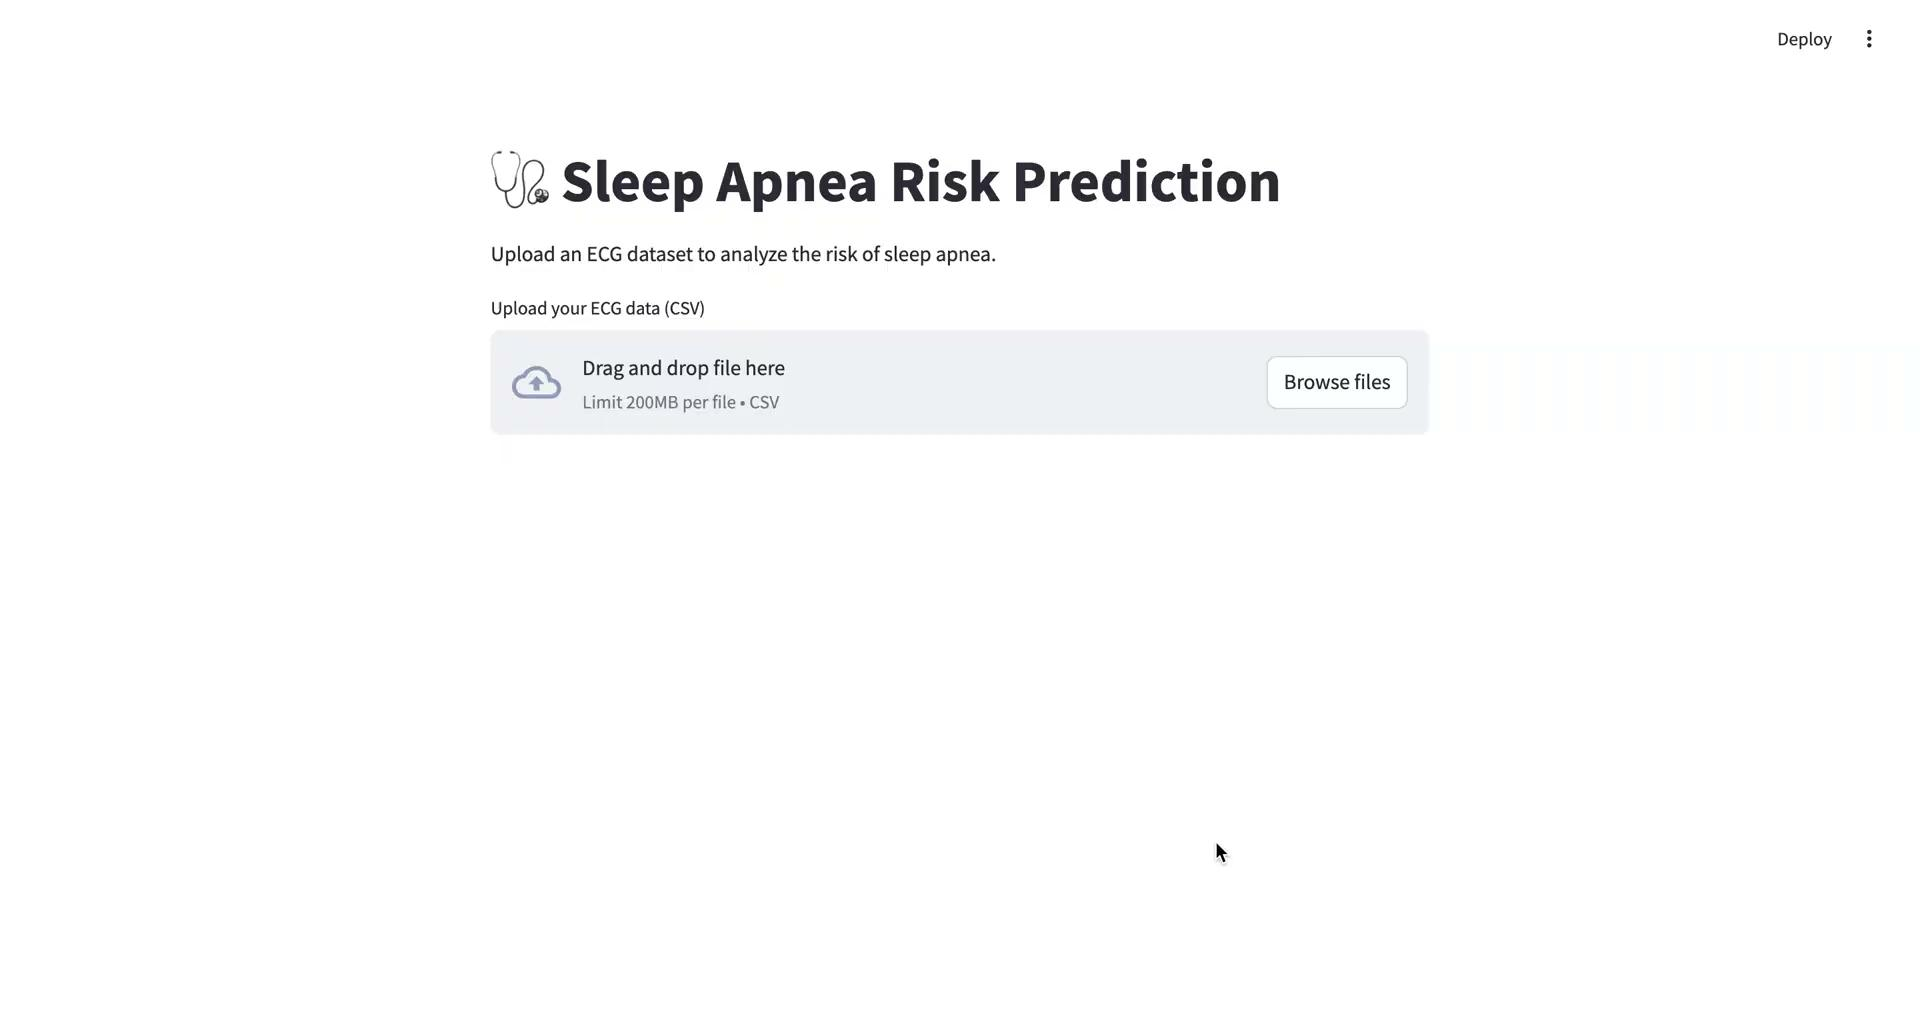 Deploy
Sleep Apnea Risk Prediction
Upload an ECG dataset to analyze the risk of sleep apnea.
Upload your ECG data (CSV)
Drag and drop file here
Limit 200MB per file • CSV
Browse files